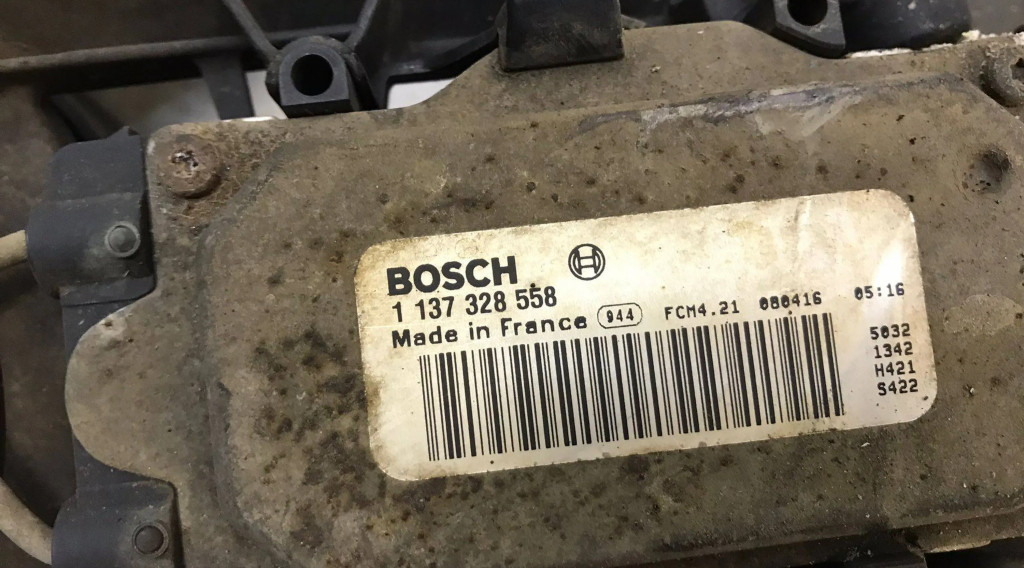 BOSCH
1 137 328 558
Made in France 944 FCM4.21 080416 05:16
5032
1342
H421
S422